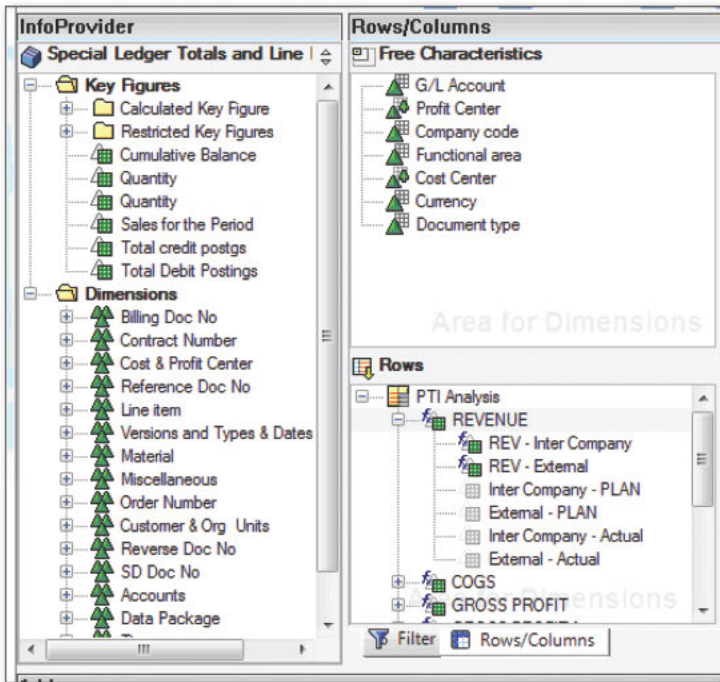 InfoProvider
Special Ledger Totals and Line
Key Figures
Calculated Key Figure
Restricted Key Figures
Cumulative Balance
Quantity
Quantity
Sales for the Period
Total credit postgs
Total Debit Postings
Dimensions
Billing Doc No
Contract Number
Cost & Profit Center
Reference Doc No
Line item
Versions and Types & Dates
Material
Miscellaneous
Order Number
Customer & Org Units
Reverse Doc No
SD Doc No
Accounts
Data Package
Rows/Columns
Free Characteristics
G/L Account
Profit Center
Company code
Functional area
Cost Center
Currency
Document type
Area for Dimensions
Rows
PTI Analysis
REVENUE
REV - Inter Company
REV - External
Inter Company - PLAN
External - PLAN
Inter Company - Actual
External - Actual
COGS
GROSS PROFIT
Area for Dimensions
Filter
Rows/Columns